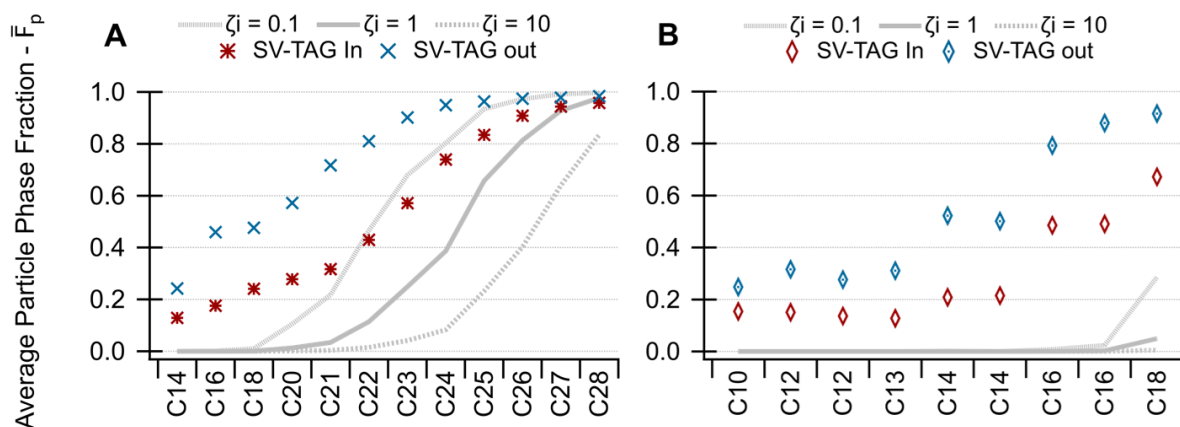 Average Particle Phase Fraction - F̅p
A
ζi = 0.1 ζi = 1 ζi = 10
SV-TAG In SV-TAG out
1.0
0.8
0.6
0.4
0.2
0.0
C14 C16 C18 C20 C21 C22 C23 C24 C25 C26 C27 C28
B
ζi = 0.1 ζi = 1 ζi = 10
SV-TAG In SV-TAG out
1.0
0.8
0.6
0.4
0.2
0.0
C10 C12 C12 C13 C14 C14 C16 C16 C18